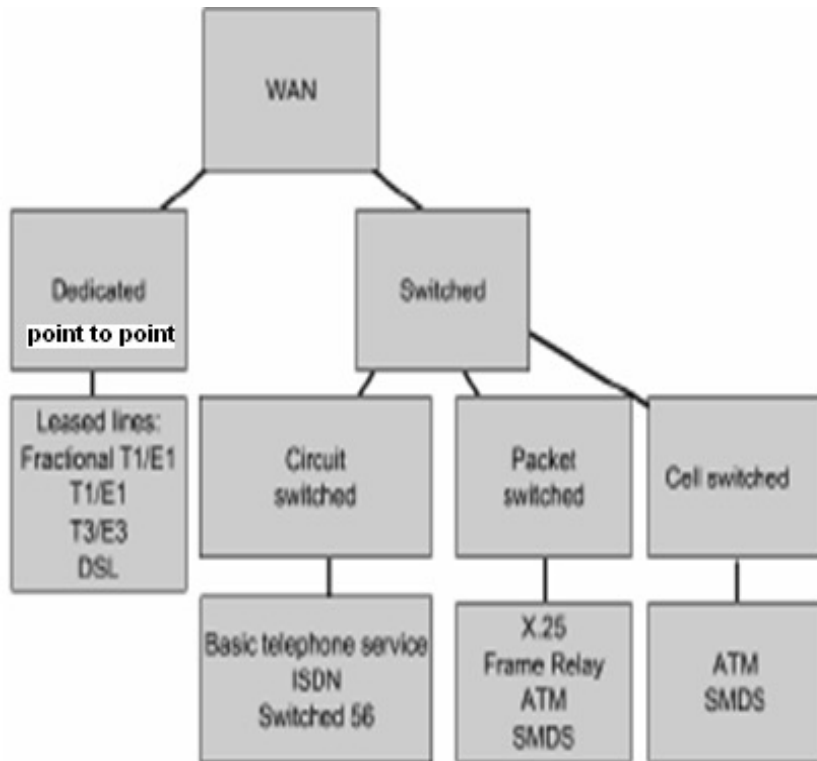 WAN
Dedicated
point to point
Switched
Leased lines:
Fractional T1/E1
T1/E1
T3/E3
DSL
Circuit
switched
Packet
switched
Cell switched
Basic telephone service
ISDN
Switched 56
X.25
Frame Relay
ATM
SMDS
ATM
SMDS